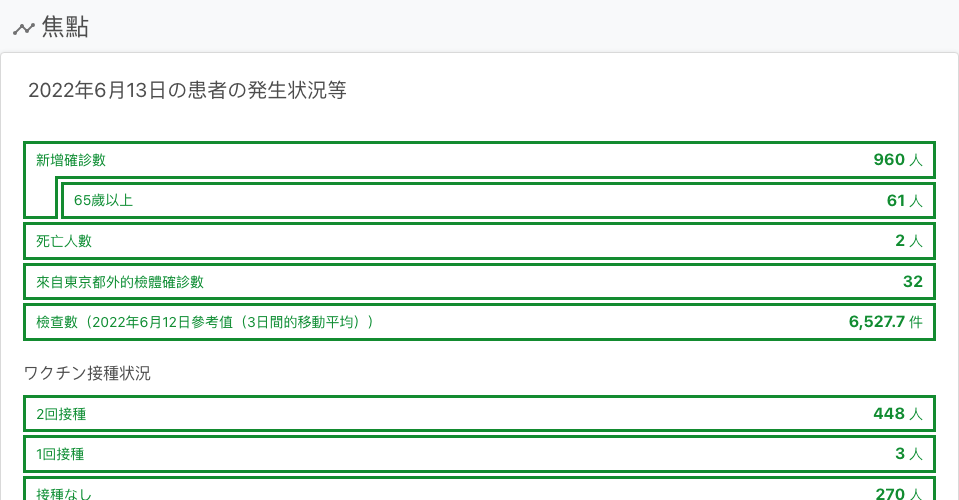 焦點
2022年6月13日の患者の発生状況等
新增確診數 960 人
65歲以上 61 人
死亡人數 2 人
來自東京都外的檢體確診數 32
檢查數（2022年6月12日參考值（3日間的移動平均）） 6,527.7 件
ワクチン接種状況
2回接種 448 人
1回接種 3 人
接種なし 270 人